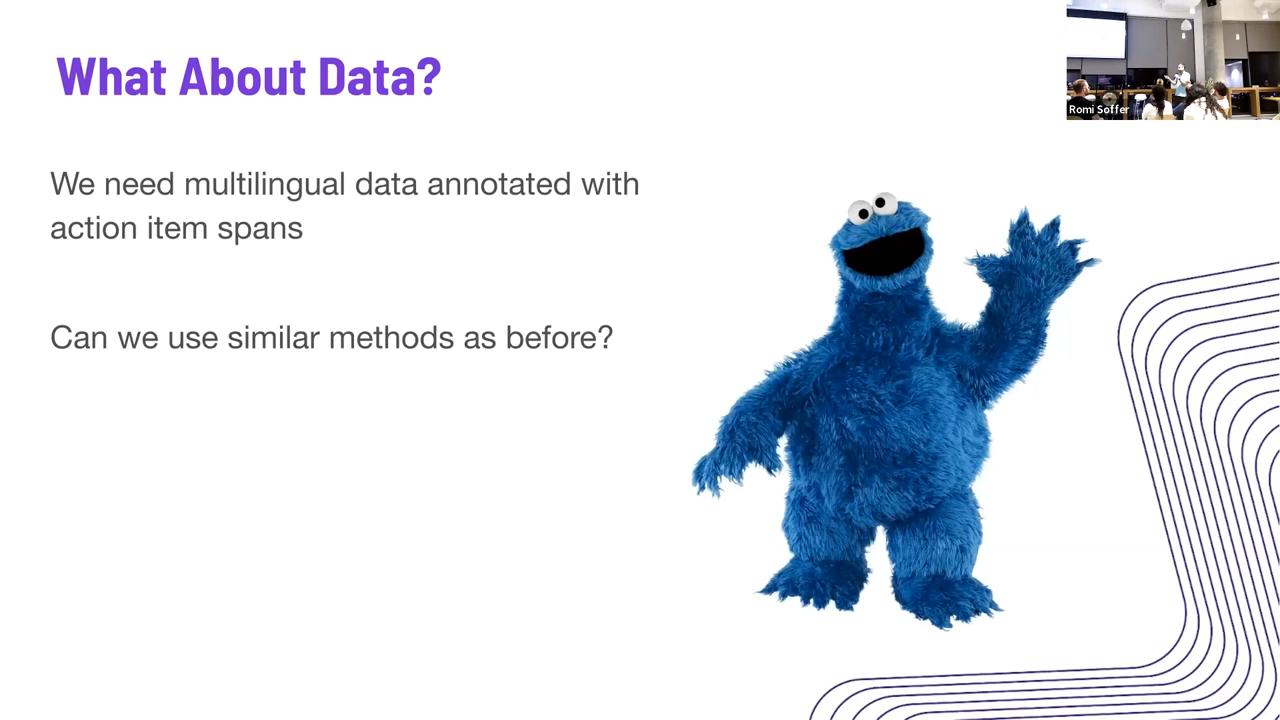 What About Data?
Romi Soffer
We need multilingual data annotated with
action item spans
Can we use similar methods as before?